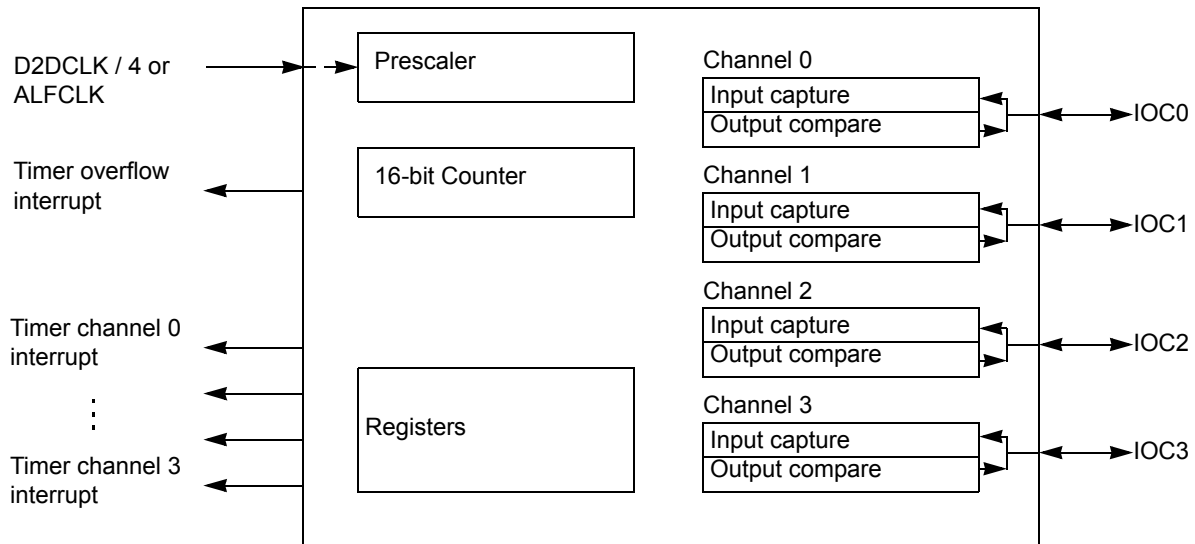 D2DCLK / 4 or
ALFCLK
Timer overflow
interrupt
Timer channel 0
interrupt
Timer channel 3
interrupt
Prescaler
16-bit Counter
Registers
Channel 0
Input capture
Output compare
IOC0
Channel 1
Input capture
Output compare
IOC1
Channel 2
Input capture
Output compare
IOC2
Channel 3
Input capture
Output compare
IOC3